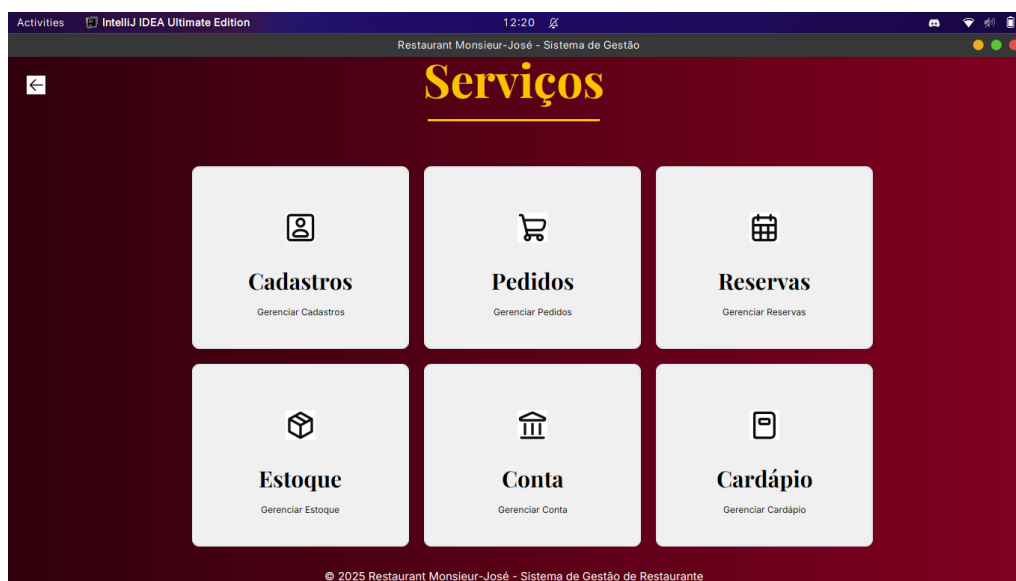 Activities IntelliJ IDEA Ultimate Edition 12:20
Restaurant Monsieur-José - Sistema de Gestão
Serviços
Cadastros Pedidos Reservas
Gerenciar Cadastros Gerenciar Pedidos Gerenciar Reservas
Estoque Conta Cardápio
Gerenciar Estoque Gerenciar Conta Gerenciar Cardápio
© 2025 Restaurant Monsieur-José - Sistema de Gestão de Restaurante